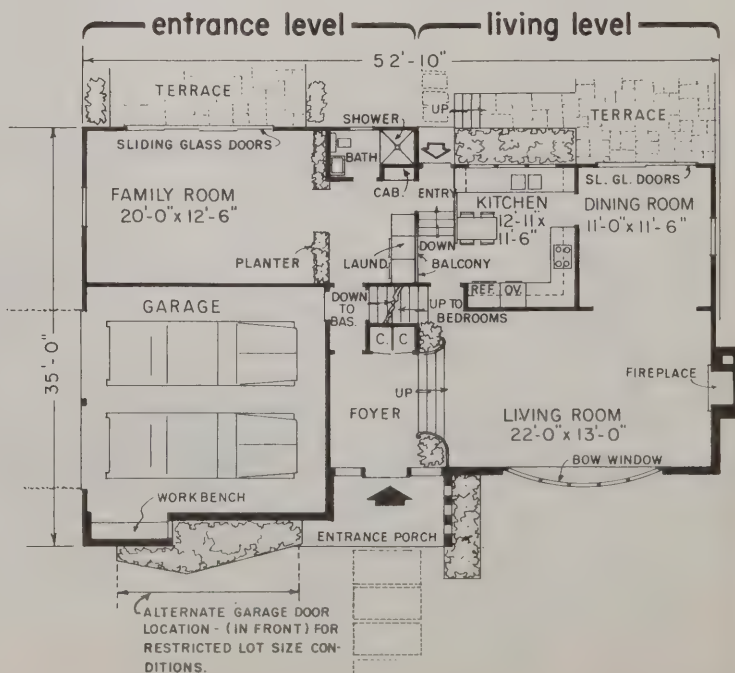 entrance level
living level
52'-10"
TERRACE
SHOWER
UP
TERRACE
SLIDING GLASS DOORS
BATH
SL. GL. DOORS
CAB.
ENTRY
FAMILY ROOM
20'-0" x 12'-6"
KITCHEN
12-11" x
11'-6"
DINING ROOM
11'-0" x 11'-6"
DOWN
PLANTER
LAUND.
BALCONY
REF. OV.
GARAGE
DOWN
TO
BAS.
UP TO
BEDROOMS
C. C
35'-0"
FIREPLACE
UP
FOYER
LIVING ROOM
22'-0" x 13'-0"
BOW WINDOW
WORKBENCH
ENTRANCE PORCH
ALTERNATE GARAGE DOOR
LOCATION - (IN FRONT) FOR
RESTRICTED LOT SIZE CON-
DITIONS.